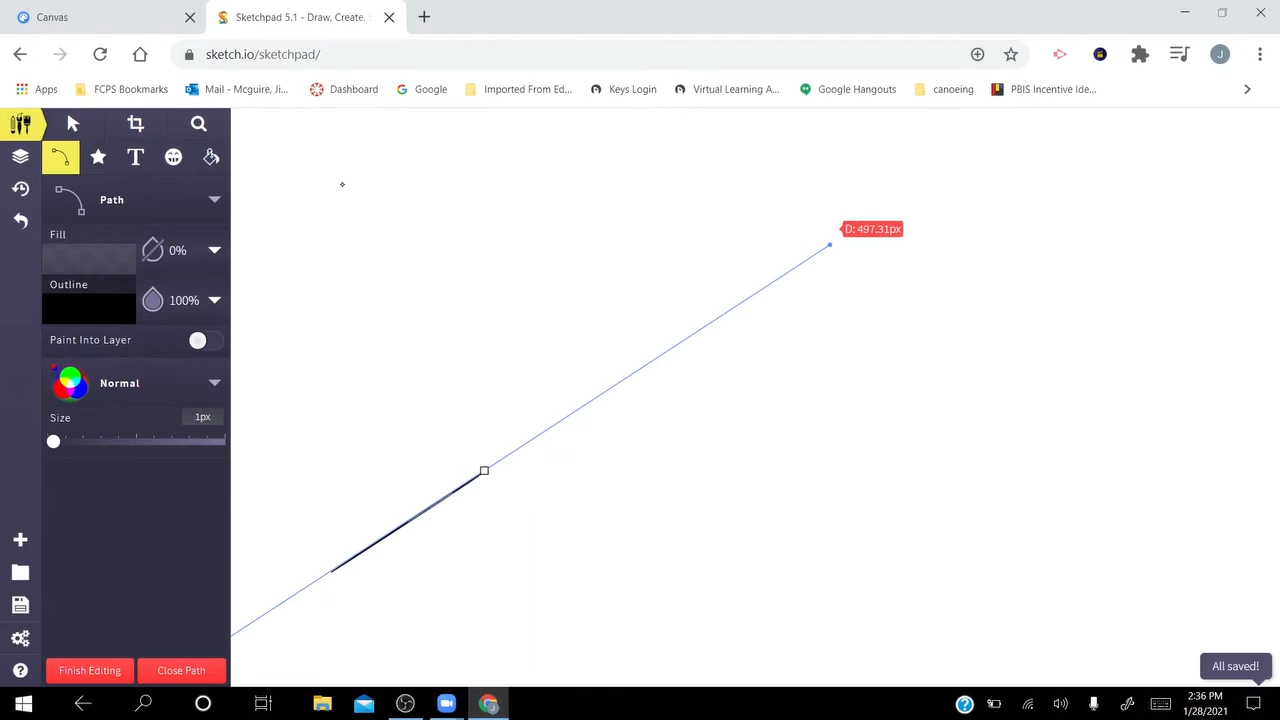 Canvas
Sketchpad 5.1 - Draw, Create,
sketch.io/sketchpad/
J
Apps
FCPS Bookmarks
Mail - Mcguire, Ji...
Dashboard
Google
Imported From Ed...
Keys Login
Virtual Learning A...
Google Hangouts
canoeing
PBIS Incentive Ide...
T
Path
Fill
0%
Outline
100%
Paint Into Layer
Normal
Size
1px
D: 497.31px
Finish Editing
Close Path
All saved!
2:36 PM
1/28/2021